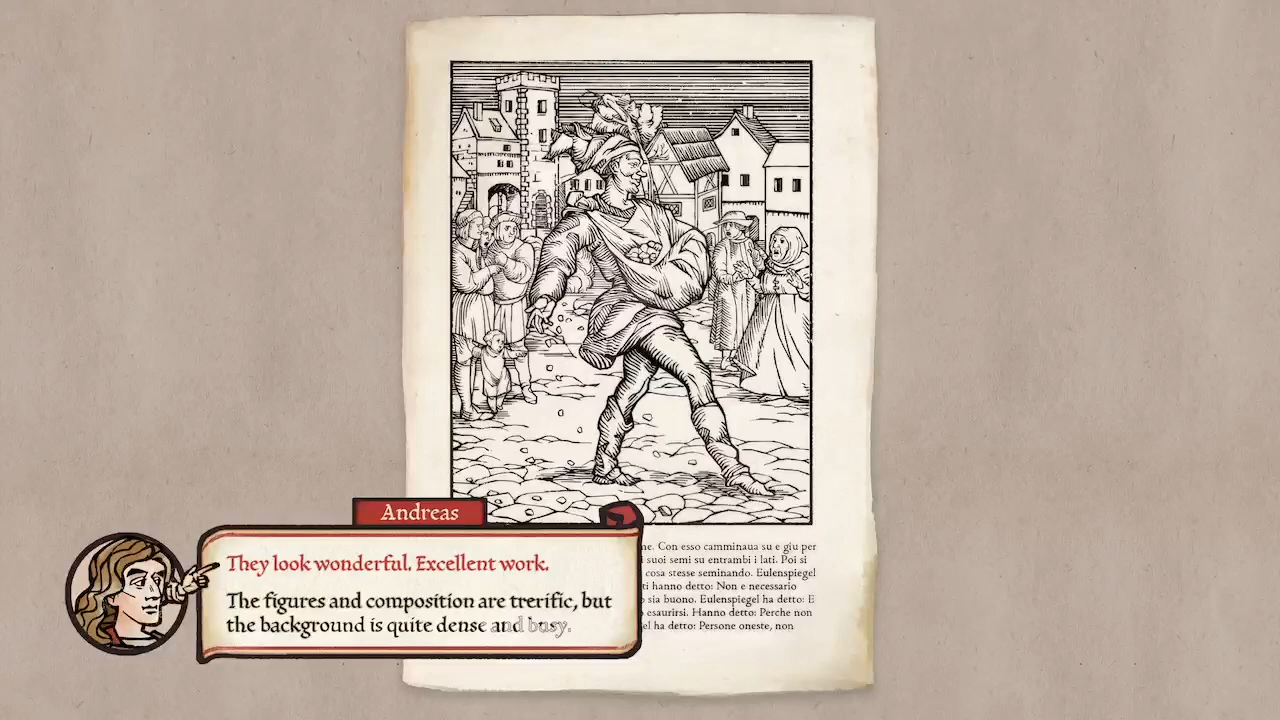 Andreas
They look wonderful. Excellent work.
The figures and composition are trerific, but
the background is quite dense and busy.
ne. Con esso camminaua su e giu per
i suoi semi su entrambi i lati. Poi si
cosa stesse seminando. Eulenspiegel
ti hanno detto: Non e necessario
o sia buono. Eulenspiegel ha detto: E
esaurirsi. Hanno detto: Perche non
el ha detto: Persone oneste, non